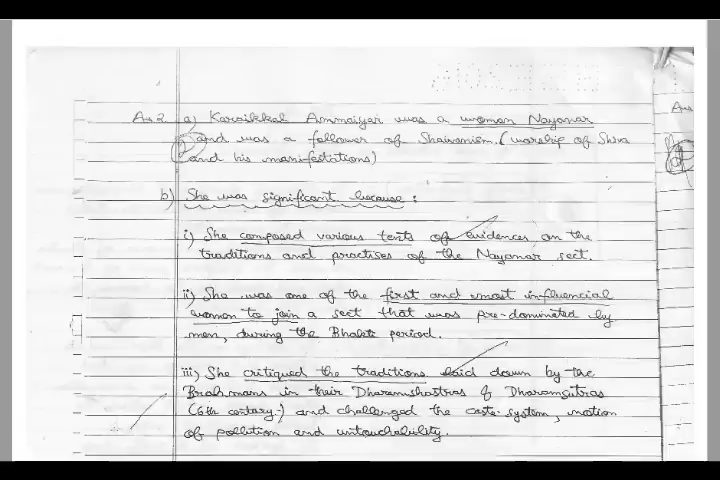 Ans 2. a) Karaikkal Ammaiyar was a woman Nayanar
and was a follower of Shaivanism. (worship of Shiva
and his manifestations)
b) She was significant because :
i) She composed various texts of evidences on the
traditions and practises of the Nayanar sect.
ii) She was one of the first and most influencial
women to join a sect that was pre-dominated by
men, during the Bhakti period.
iii) She critiqued the traditions laid down by the
Brahmans in their Dharamshastras & Dharamsutras
(6th century) and challenged the caste system, notion
of pollution and untouchability.
Ans